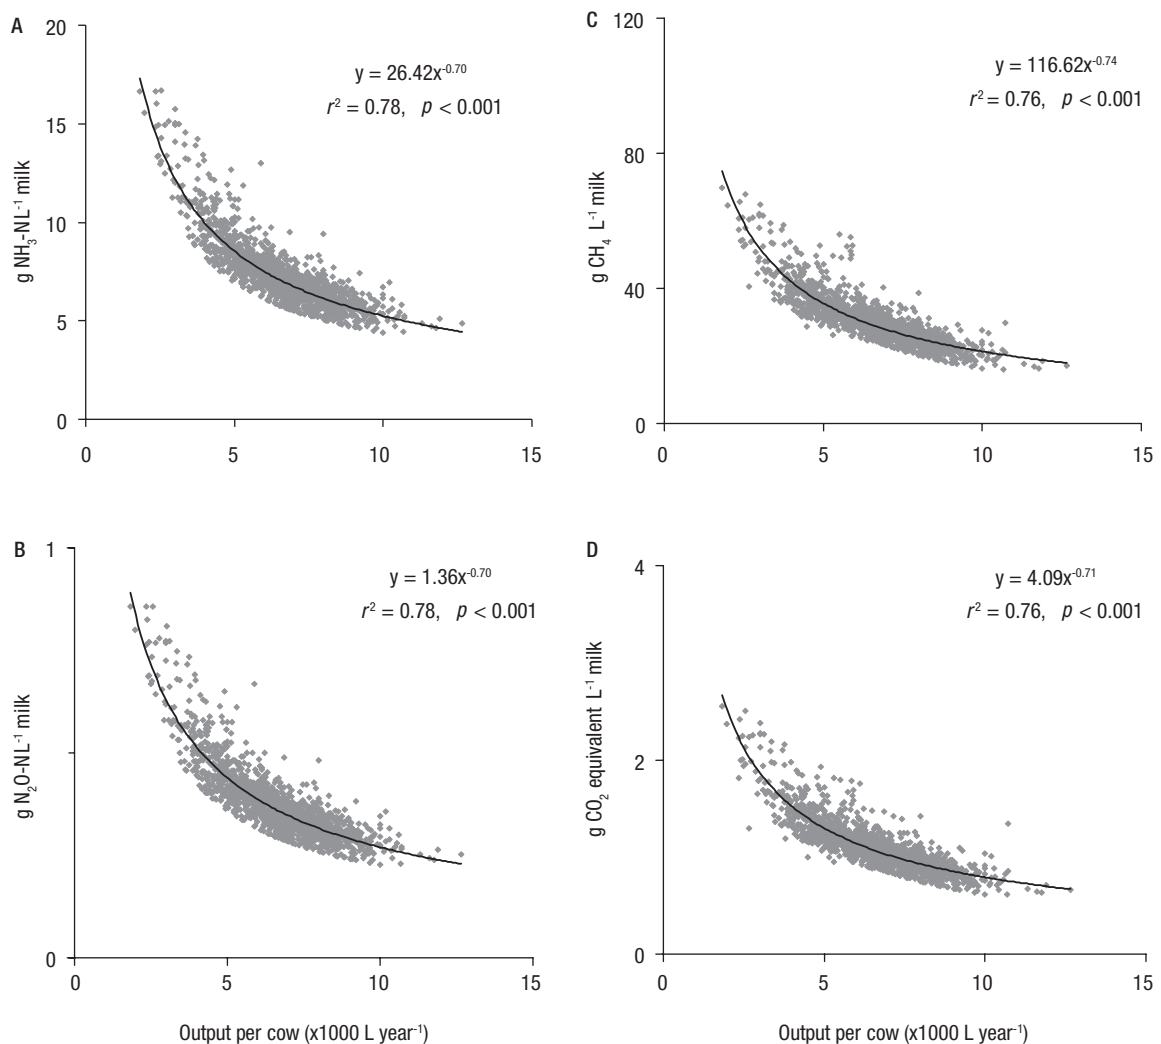 A
20
15
10
5
0
g NH₃-NL⁻¹ milk
y = 26.42x⁻⁰·⁷⁰
r² = 0.78, p < 0.001
0 5 10 15
C
120
80
40
0
g CH₄ L⁻¹ milk
y = 116.62x⁻⁰·⁷⁴
r² = 0.76, p < 0.001
0 5 10 15
B
1
0
g N₂O-NL⁻¹ milk
y = 1.36x⁻⁰·⁷⁰
r² = 0.78, p < 0.001
0 5 10 15
Output per cow (x1000 L year⁻¹)
D
4
2
0
g CO₂ equivalent L⁻¹ milk
y = 4.09x⁻⁰·⁷¹
r² = 0.76, p < 0.001
0 5 10 15
Output per cow (x1000 L year⁻¹)